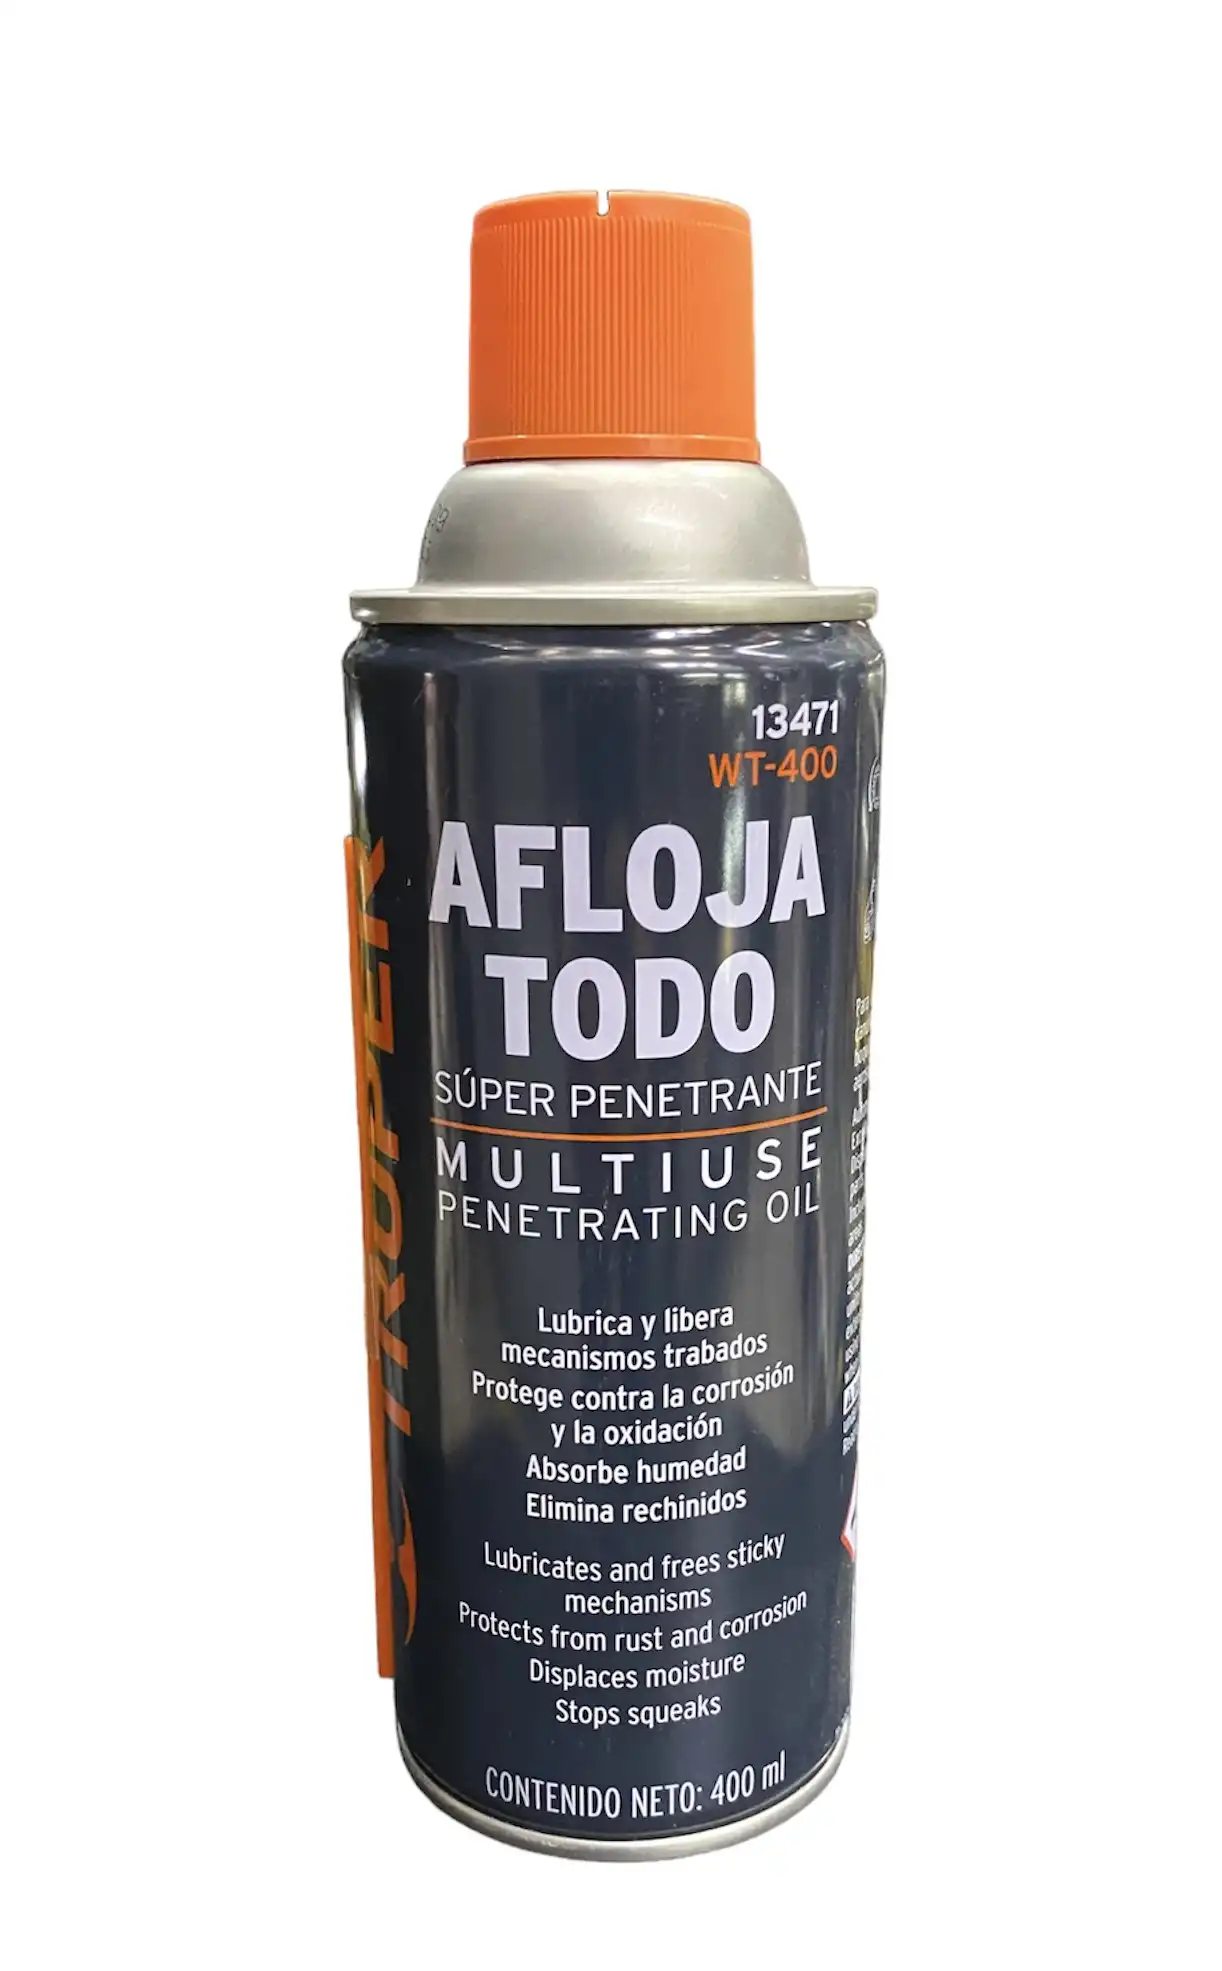 13471
WT-400
TRUPER
AFLOJA
TODO
SÚPER PENETRANTE
MULTIUSE
PENETRATING OIL
Lubrica y libera
mecanismos trabados
Protege contra la corrosión
y la oxidación
Absorbe humedad
Elimina rechinidos
Lubricates and frees sticky
mechanisms
Protects from rust and corrosion
Displaces moisture
Stops squeaks
CONTENIDO NETO: 400 ml
Para